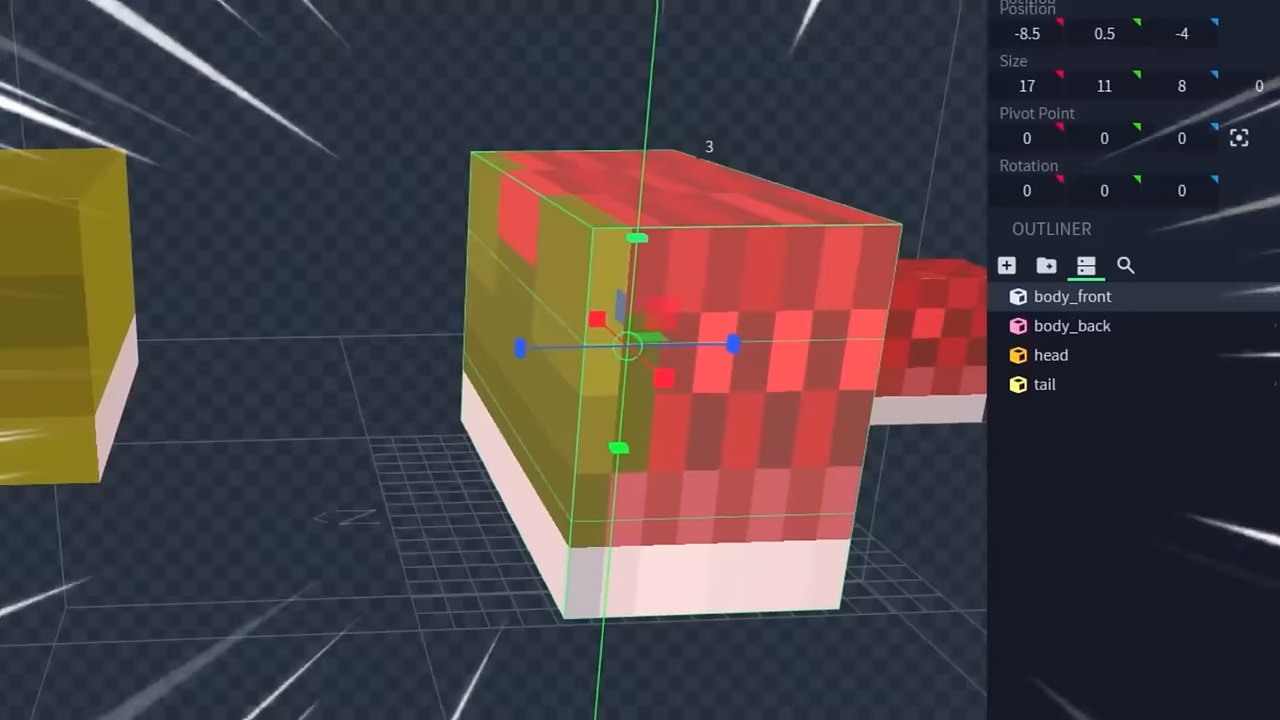 Position
-8.5 0.5 -4
Size
17 11 8 0
Pivot Point
0 0 0
Rotation
0 0 0
OUTLINER
body_front
body_back
head
tail
3
N